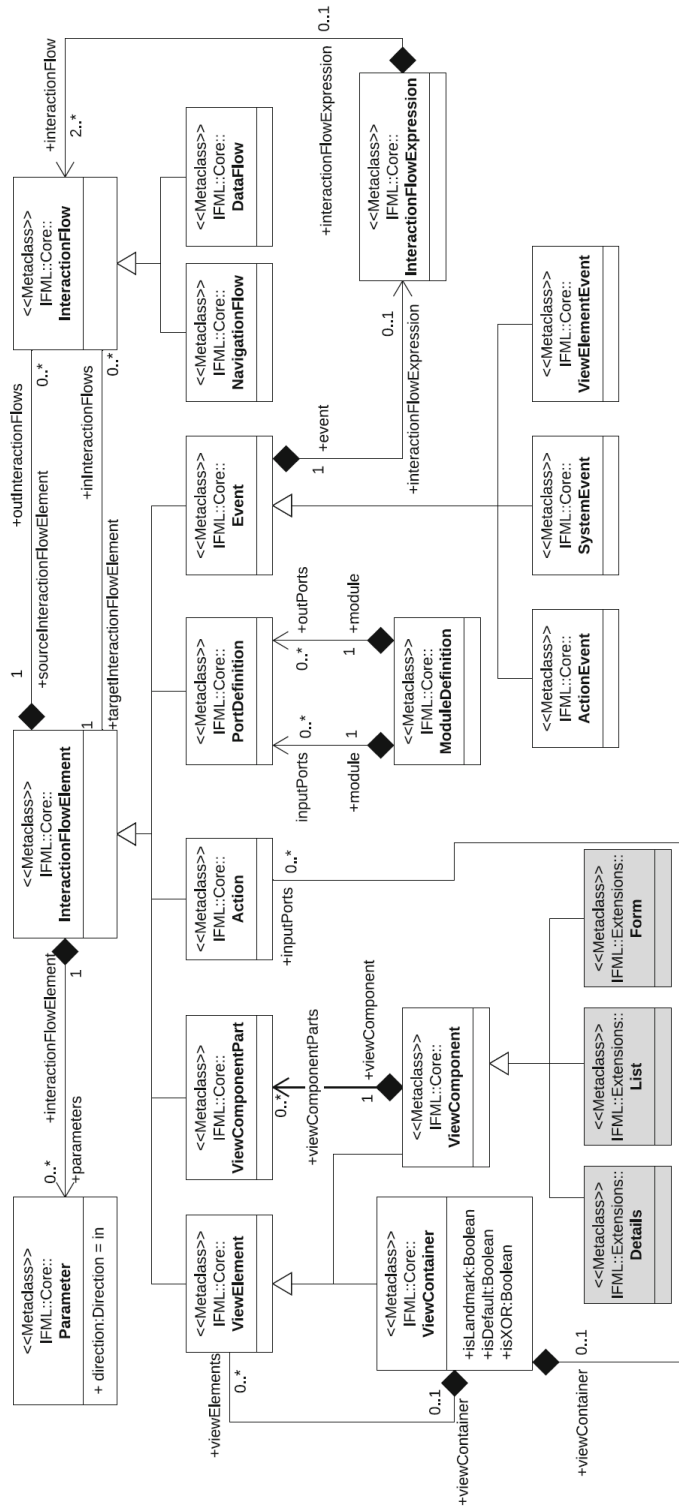 <<Metaclass>>
IFML::Core::
Parameter
+ direction:Direction = in
0..*
+parameters
+interactionFlowElement
1
<<Metaclass>>
IFML::Core::
InteractionFlowElement
1
+sourceInteractionFlowElement
+outInteractionFlows
0..*
1
+targetInteractionFlowElement
+inInteractionFlows
0..*
<<Metaclass>>
IFML::Core::
InteractionFlow
+interactionFlow
2..*
0..1
+interactionFlowExpression
<<Metaclass>>
IFML::Core::
ViewElement
<<Metaclass>>
IFML::Core::
ViewComponentPart
<<Metaclass>>
IFML::Core::
Action
<<Metaclass>>
IFML::Core::
PortDefinition
<<Metaclass>>
IFML::Core::
Event
<<Metaclass>>
IFML::Core::
NavigationFlow
<<Metaclass>>
IFML::Core::
DataFlow
+viewElements
0..*
0..1
+viewContainer
0..*
+viewComponentParts
1
+viewComponent
+inputPorts
0..*
inputPorts
0..*
1
+module
+outPorts
0..*
1
+module
1
+event
0..1
+interactionFlowExpression
<<Metaclass>>
IFML::Core::
ViewContainer
+isLandmark:Boolean
+isDefault:Boolean
+isXOR:Boolean
<<Metaclass>>
IFML::Core::
ViewComponent
<<Metaclass>>
IFML::Core::
ModuleDefinition
<<Metaclass>>
IFML::Core::
InteractionFlowExpression
+viewContainer
0..1
<<Metaclass>>
IFML::Extensions::
Details
<<Metaclass>>
IFML::Extensions::
List
<<Metaclass>>
IFML::Extensions::
Form
<<Metaclass>>
IFML::Core::
ActionEvent
<<Metaclass>>
IFML::Core::
SystemEvent
<<Metaclass>>
IFML::Core::
ViewElementEvent